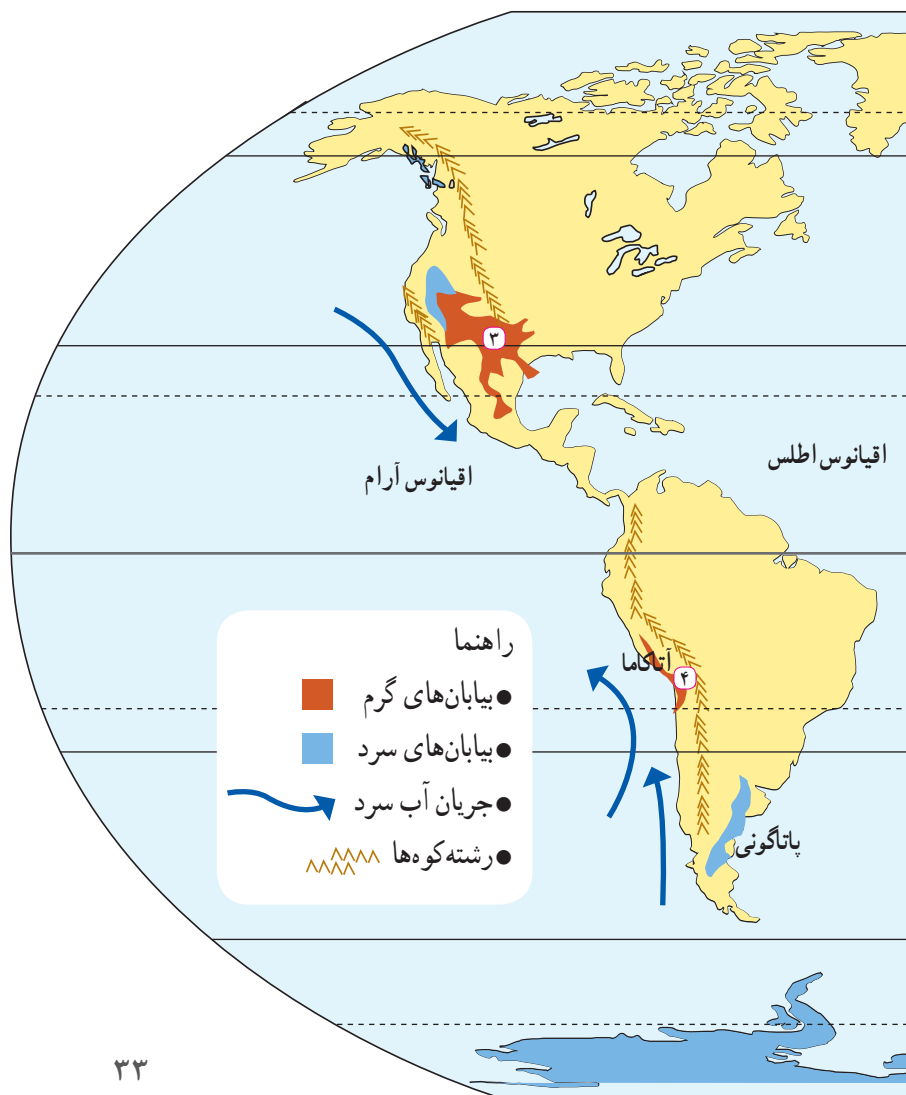 ۳
اقیانوس اطلس
اقیانوس آرام
آتاکاما
۴
راهنما
●بیابان‌های گرم
●بیابان‌های سرد
●جریان آب سرد
●رشته‌کوه‌ها
پاتاگونی
۳۳